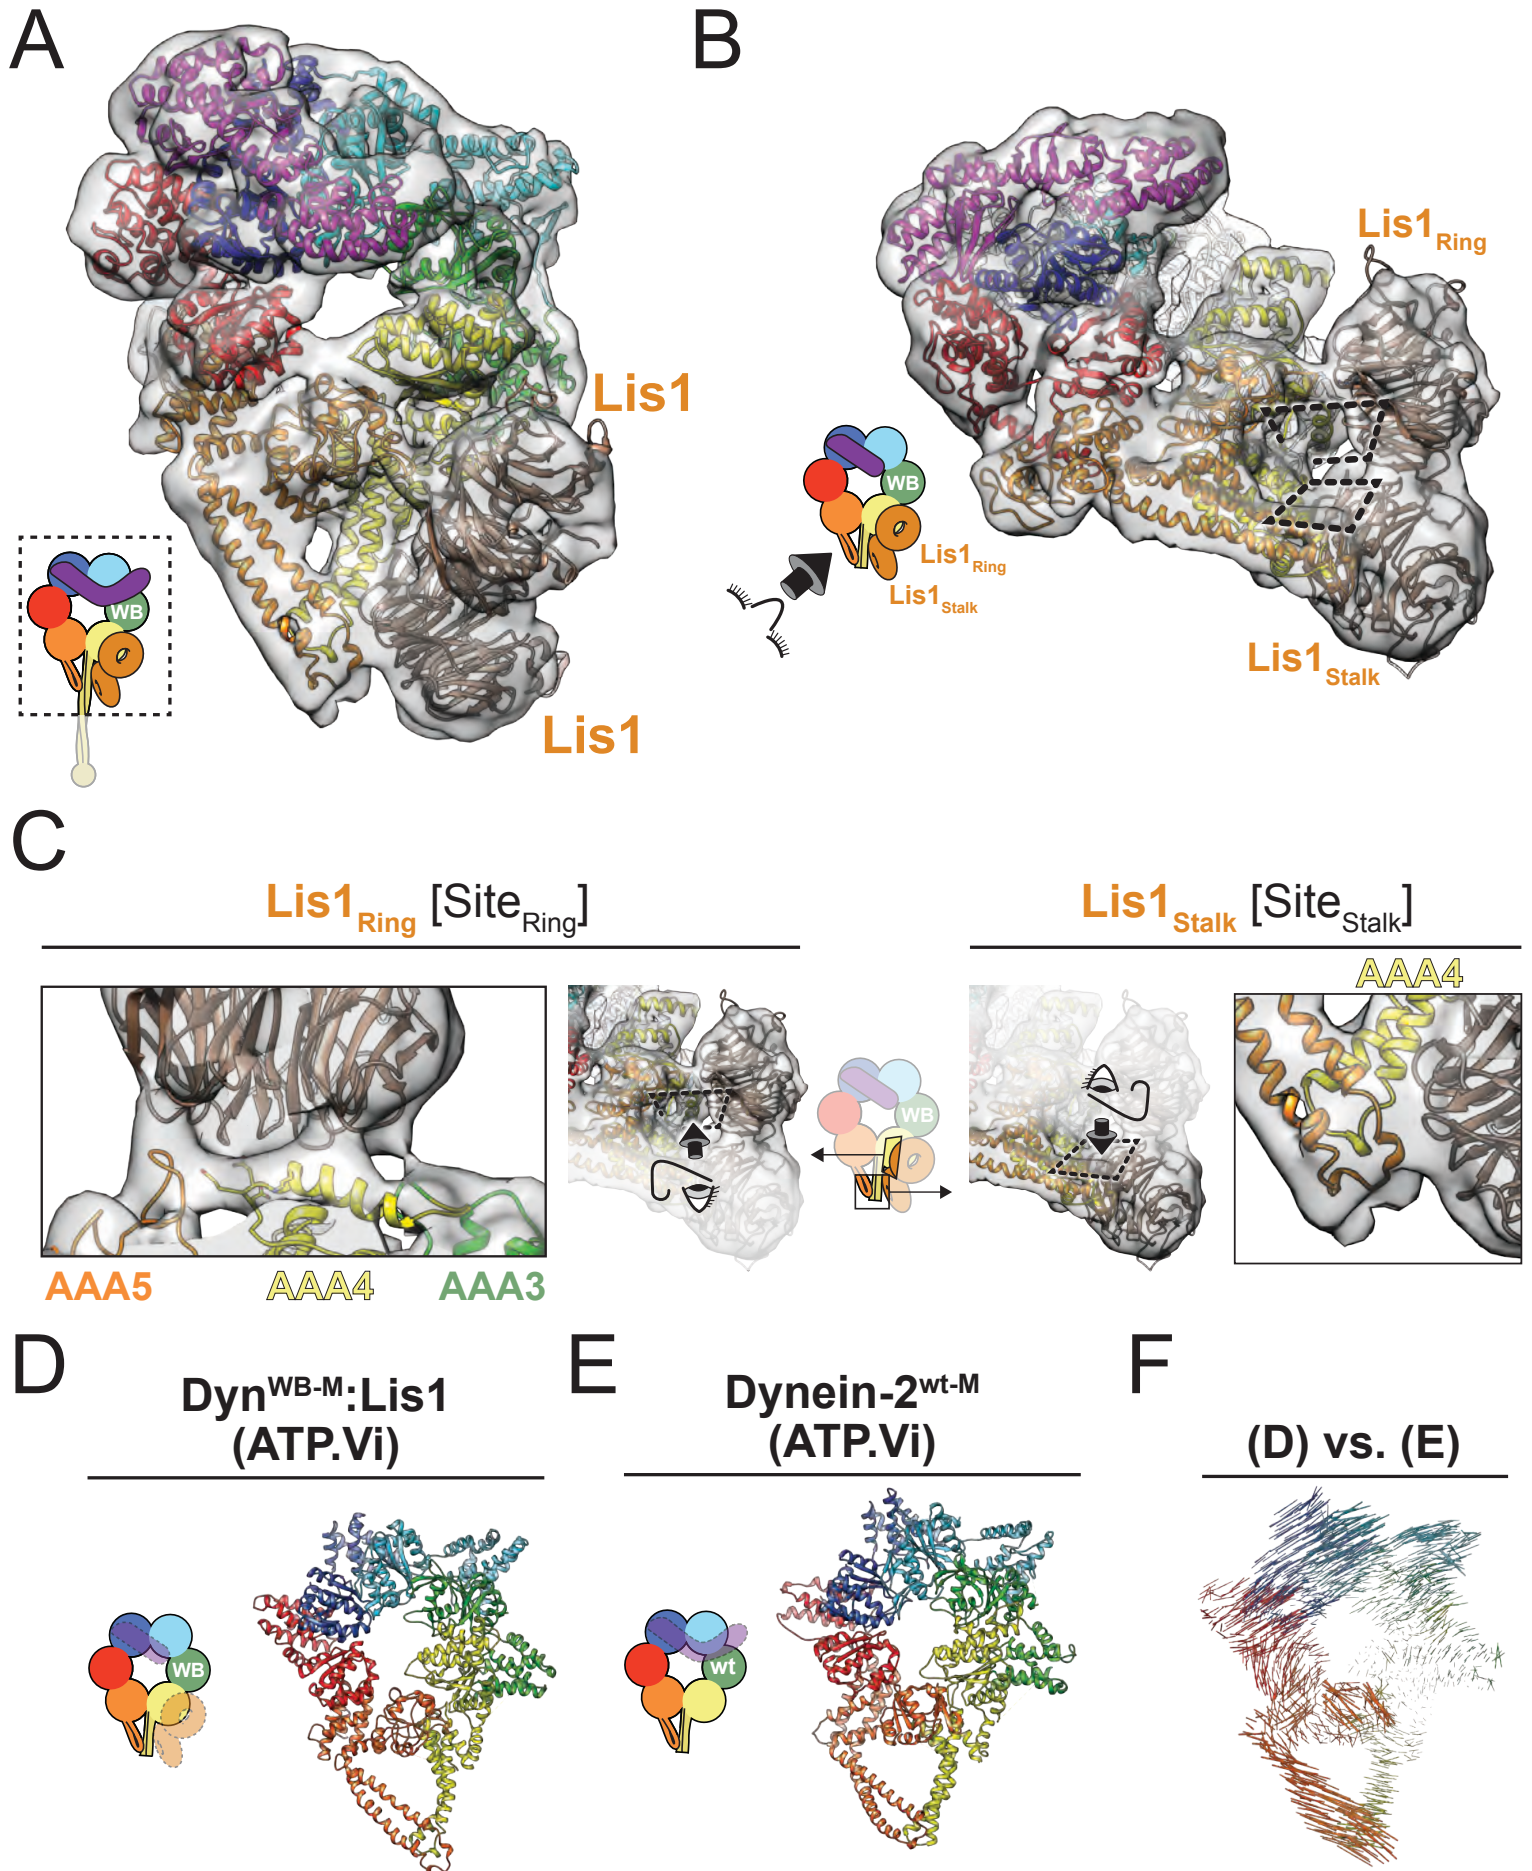 A
B
Lis1
Lis1
WB
Lis1Ring
WB
Lis1Ring
Lis1Stalk
Lis1Stalk
C
Lis1Ring [SiteRing]
Lis1Stalk [SiteStalk]
AAA4
WB
AAA5
AAA4
AAA3
D
DynWB-M:Lis1
(ATP.Vi)
WB
E
Dynein-2wt-M
(ATP.Vi)
wt
F
(D) vs. (E)